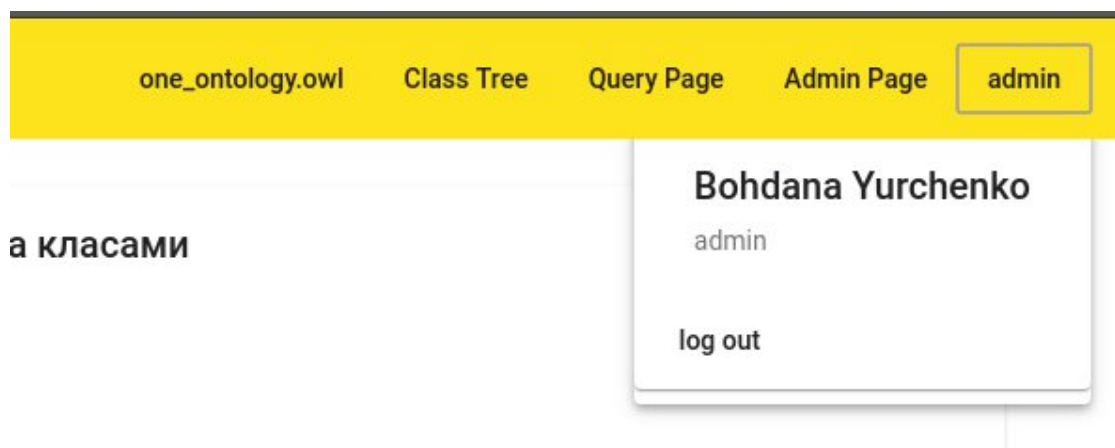 one_ontology.owl Class Tree Query Page Admin Page admin
Bohdana Yurchenko
admin
а класами
log out